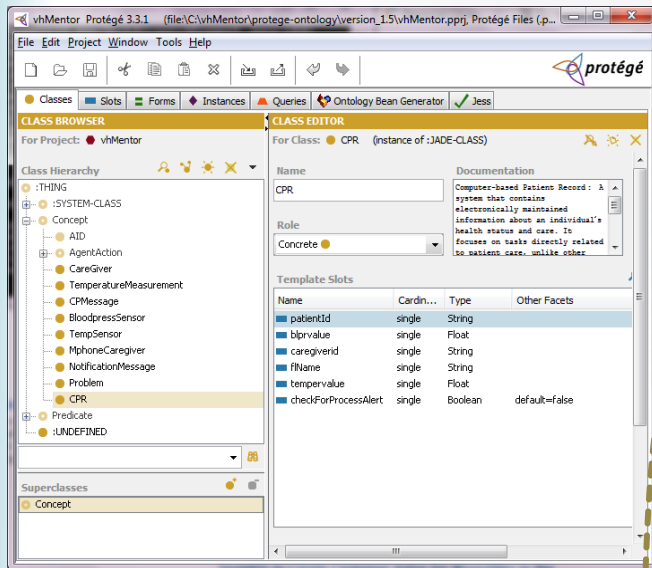 vhMentor Protégé 3.3.1 (file:\C:\vhMentor\protege-ontology\version_1.5\vhMentor.pprj, Protégé Files (.p...
File Edit Project Window Tools Help
protégé
Classes Slots Forms Instances Queries Ontology Bean Generator Jess
CLASS BROWSER
For Project: vhMentor
Class Hierarchy
:THING
:SYSTEM-CLASS
Concept
AID
AgentAction
CareGiver
TemperatureMeasurement
CPMessage
BloodpressSensor
TempSensor
MphoneCaregiver
NotificationMessage
Problem
CPR
Predicate
:UNDEFINED
Superclasses
Concept
CLASS EDITOR
For Class: CPR (instance of :JADE-CLASS)
Name
CPR
Role
Concrete
Documentation
Computer-based Patient Record: A
system that contains
electronically maintained
information about an individual's
health status and care. It
focuses on tasks directly related
to patient care, unlike other
Template Slots
Name Cardin... Type Other Facets
patientId single String
blprvalue single Float
caregiverid single String
flName single String
tempervalue single Float
checkForProcessAlert single Boolean default=false